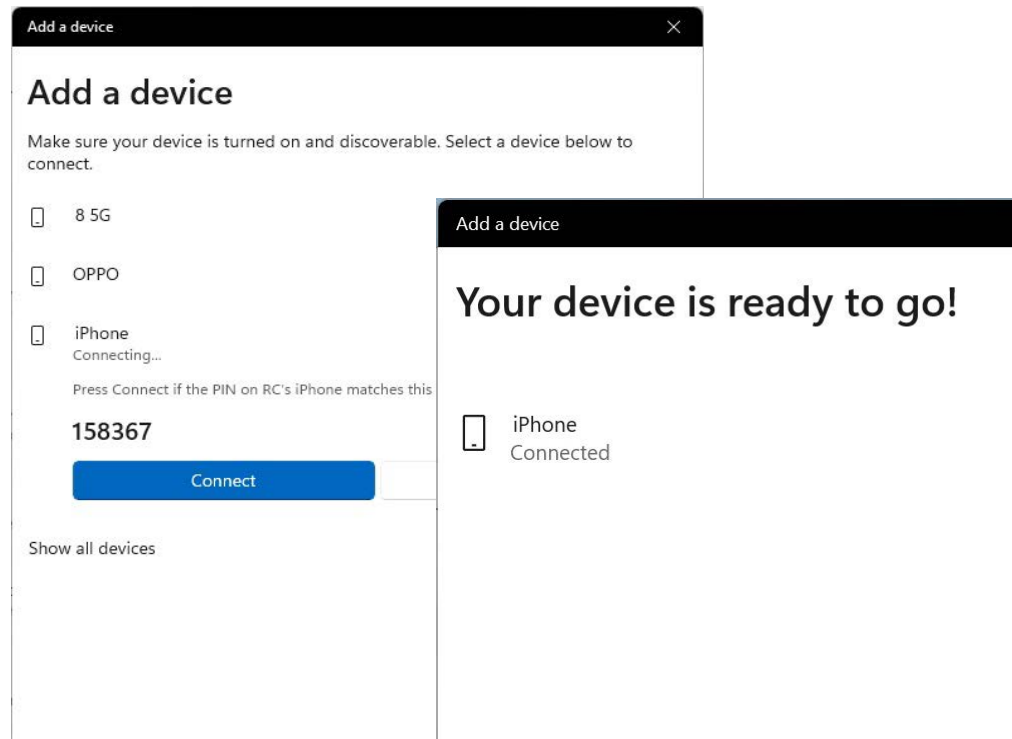 Add a device
Add a device
Make sure your device is turned on and discoverable. Select a device below to
connect.
8 5G
OPPO
iPhone
Connecting...
Press Connect if the PIN on RC's iPhone matches this
158367
Connect
Show all devices
Add a device
Your device is ready to go!
iPhone
Connected